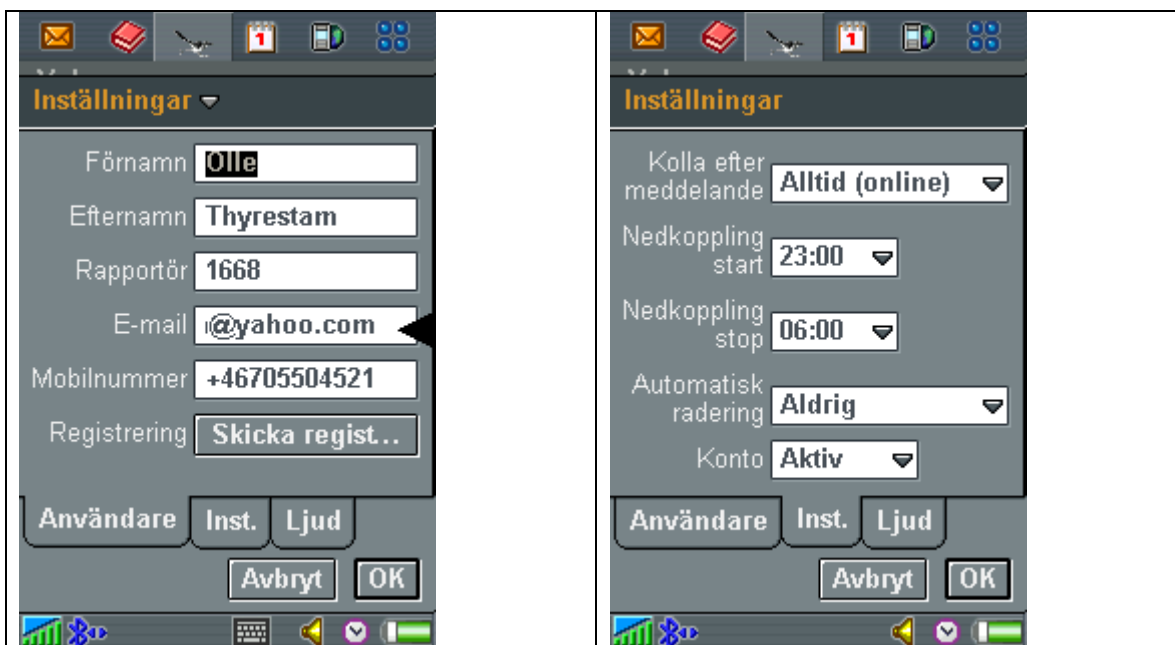 1
Inställningar
Förnamn Olle
Efternamn Thyrestam
Rapportör 1668
E-mail @yahoo.com
Mobilnummer +46705504521
Registrering Skicka regist...
Användare Inst. Ljud
Avbryt OK
1
Inställningar
Kolla efter
meddelande Alltid (online)
Nedkoppling
start 23:00
Nedkoppling
stop 06:00
Automatisk
radering Aldrig
Konto Aktiv
Användare Inst. Ljud
Avbryt OK